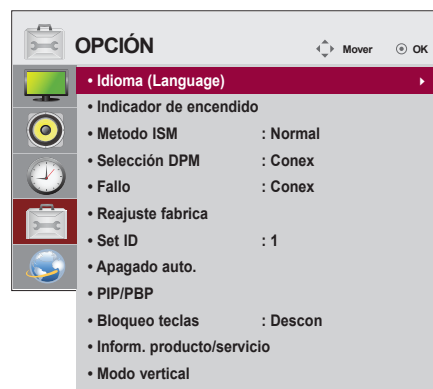 OPCIÓN Mover OK
• Idioma (Language)
• Indicador de encendido
• Metodo ISM : Normal
• Selección DPM : Conex
• Fallo : Conex
• Reajuste fabrica
• Set ID : 1
• Apagado auto.
• PIP/PBP
• Bloqueo teclas : Descon
• Inform. producto/servicio
• Modo vertical